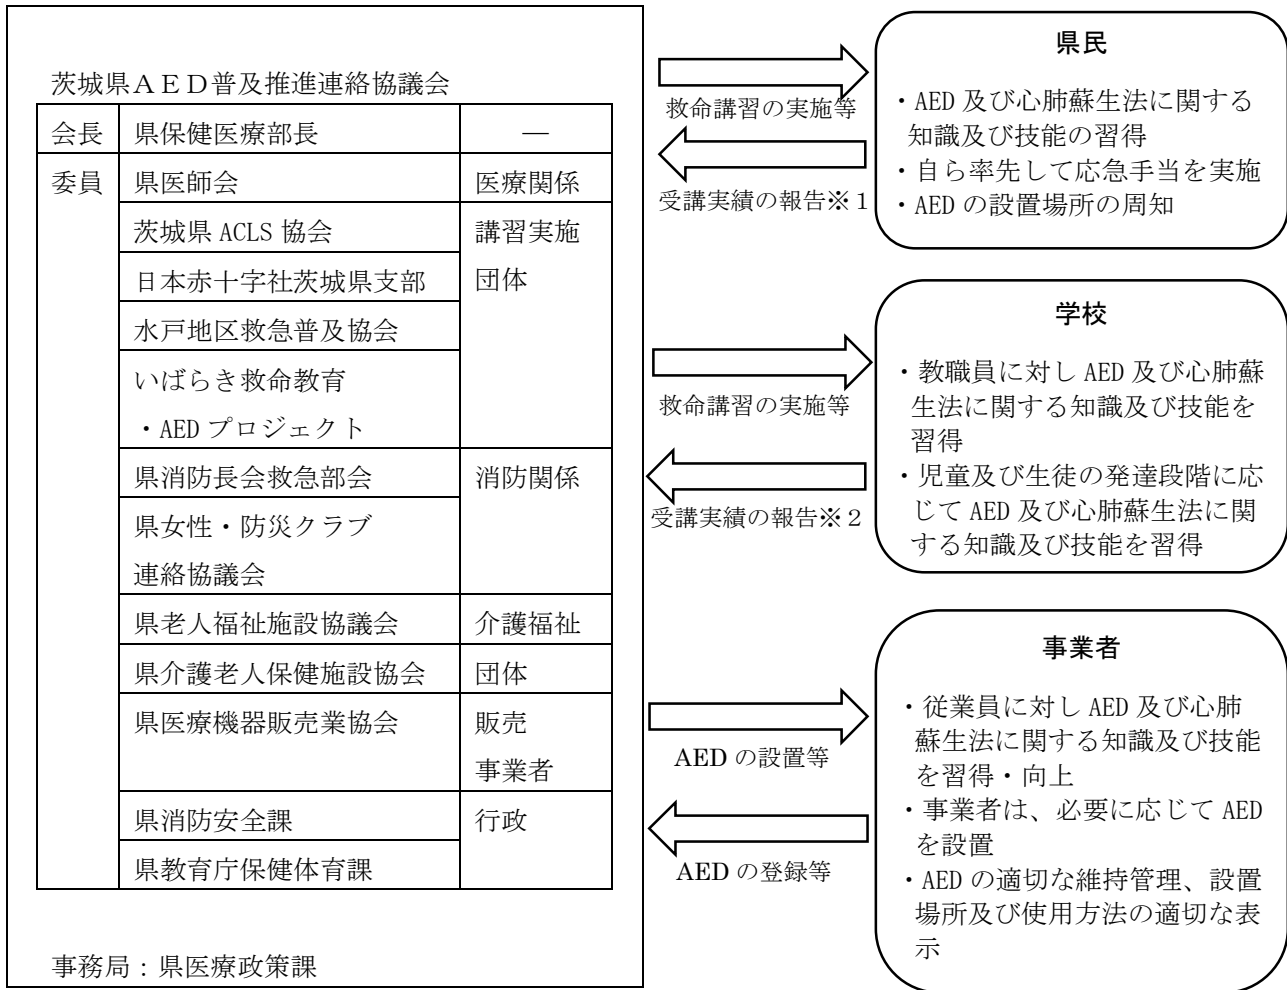 茨城県ＡＥＤ普及推進連絡協議会
会長 県保健医療部長 ―
委員 県医師会 医療関係
茨城県 ACLS 協会 講習実施
日本赤十字社茨城県支部 団体
水戸地区救急普及協会
いばらき救命教育
・AED プロジェクト
県消防長会救急部会 消防関係
県女性・防災クラブ
連絡協議会
県老人福祉施設協議会 介護福祉
県介護老人保健施設協会 団体
県医療機器販売業協会 販売
事業者
県消防安全課 行政
県教育庁保健体育課
事務局：県医療政策課
救命講習の実施等
受講実績の報告※１
救命講習の実施等
受講実績の報告※２
AED の設置等
AED の登録等
県民
・AED 及び心肺蘇生法に関する
知識及び技能の習得
・自ら率先して応急手当を実施
・AED の設置場所の周知
学校
・教職員に対し AED 及び心肺蘇
生法に関する知識及び技能を
習得
・児童及び生徒の発達段階に応
じて AED 及び心肺蘇生法に関
する知識及び技能を習得
事業者
・従業員に対し AED 及び心肺
蘇生法に関する知識及び技能
を習得・向上
・事業者は、必要に応じて AED
を設置
・AED の適切な維持管理、設置
場所及び使用方法の適切な表
示